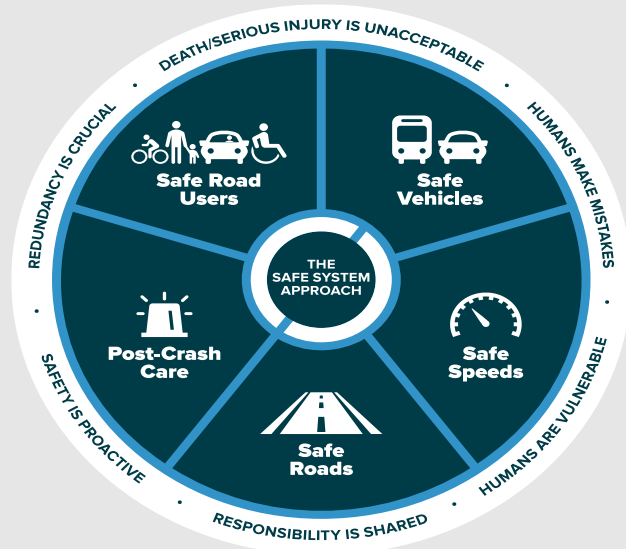 DEATH/SERIOUS INJURY IS UNACCEPTABLE
HUMANS MAKE MISTAKES
HUMANS ARE VULNERABLE
RESPONSIBILITY IS SHARED
SAFETY IS PROACTIVE
REDUNDANCY IS CRUCIAL
Safe Road
Users
Safe
Vehicles
THE
SAFE SYSTEM
APPROACH
Post-Crash
Care
Safe
Speeds
Safe
Roads